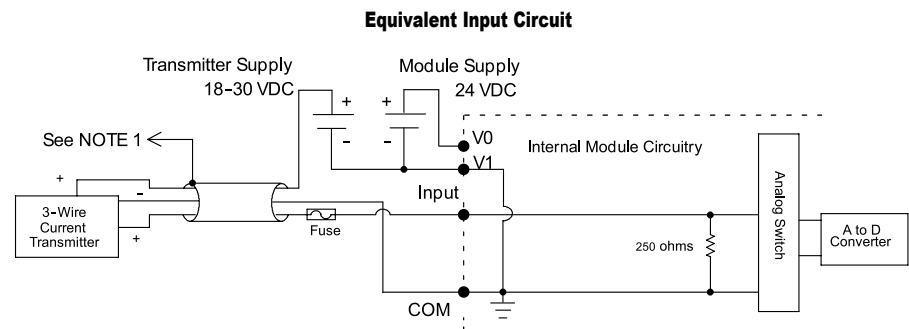 Equivalent Input Circuit
Transmitter Supply
18-30 VDC
Module Supply
24 VDC
+
-
+
-
V0
V1
Internal Module Circuitry
See NOTE 1
+
-
+
3-Wire
Current
Transmitter
Input
Fuse
250 ohms
Analog Switch
A to D
Converter
COM